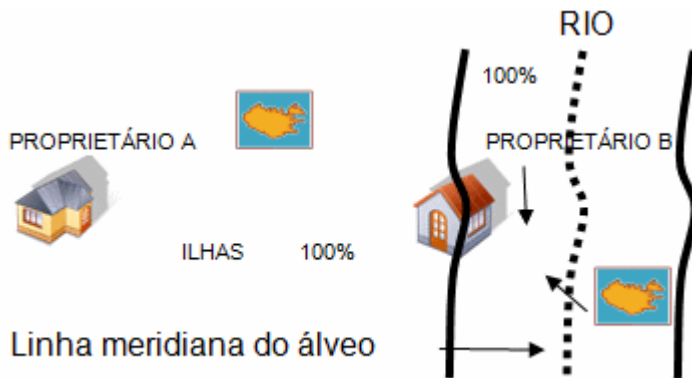 RIO
100%
PROPRIETÁRIO A
PROPRIETÁRIO B
ILHAS 100%
Linha meridiana do álveo